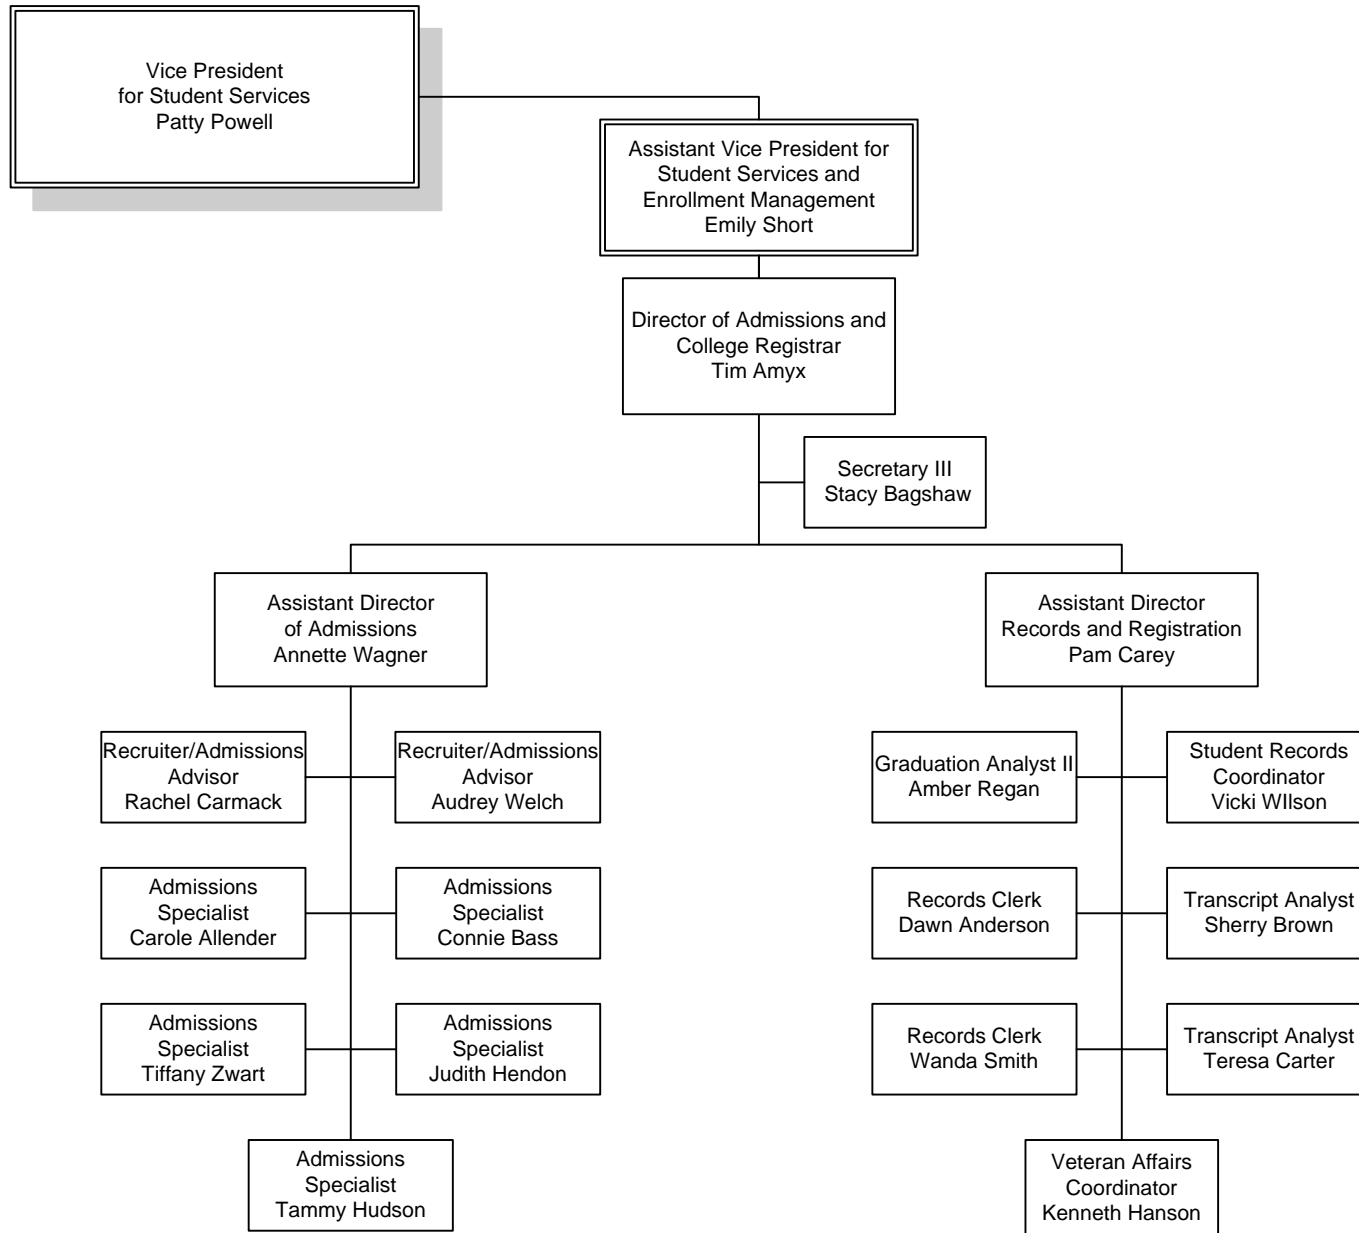 Vice President
for Student Services
Patty Powell
Assistant Vice President for
Student Services and
Enrollment Management
Emily Short
Director of Admissions and
College Registrar
Tim Amyx
Secretary III
Stacy Bagshaw
Assistant Director
of Admissions
Annette Wagner
Assistant Director
Records and Registration
Pam Carey
Recruiter/Admissions
Advisor
Rachel Carmack
Recruiter/Admissions
Advisor
Audrey Welch
Graduation Analyst II
Amber Regan
Student Records
Coordinator
Vicki WIlson
Admissions
Specialist
Carole Allender
Admissions
Specialist
Connie Bass
Records Clerk
Dawn Anderson
Transcript Analyst
Sherry Brown
Admissions
Specialist
Tiffany Zwart
Admissions
Specialist
Judith Hendon
Records Clerk
Wanda Smith
Transcript Analyst
Teresa Carter
Admissions
Specialist
Tammy Hudson
Veteran Affairs
Coordinator
Kenneth Hanson